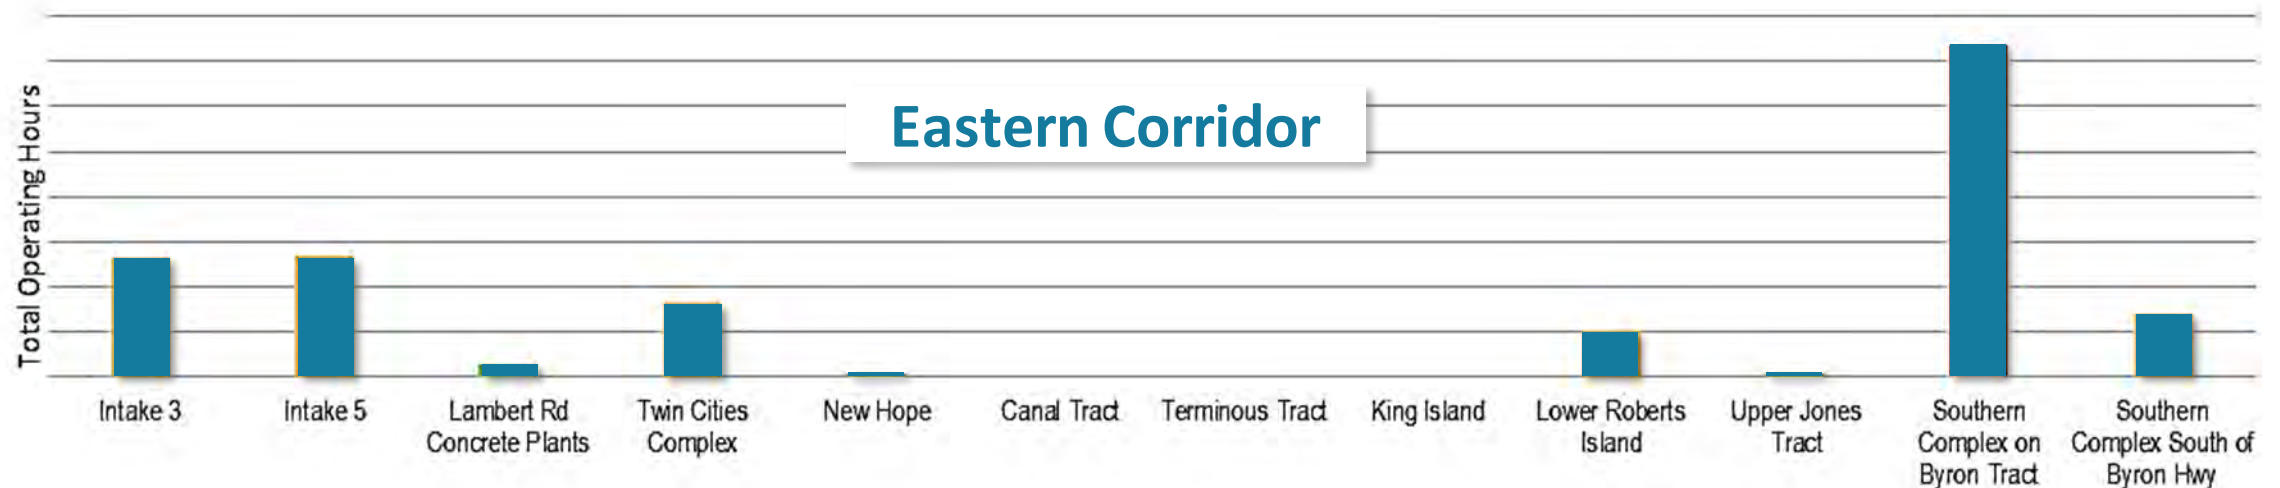 Eastern Corridor
Total Operating Hours
Intake 3
Intake 5
Lambert Rd
Concrete Plants
Twin Cities
Complex
New Hope
Canal Tract
Terminous Tract
King Island
Lower Roberts
Island
Upper Jones
Tract
Southern
Complex on
Byron Tract
Southern
Complex South of
Byron Hwy